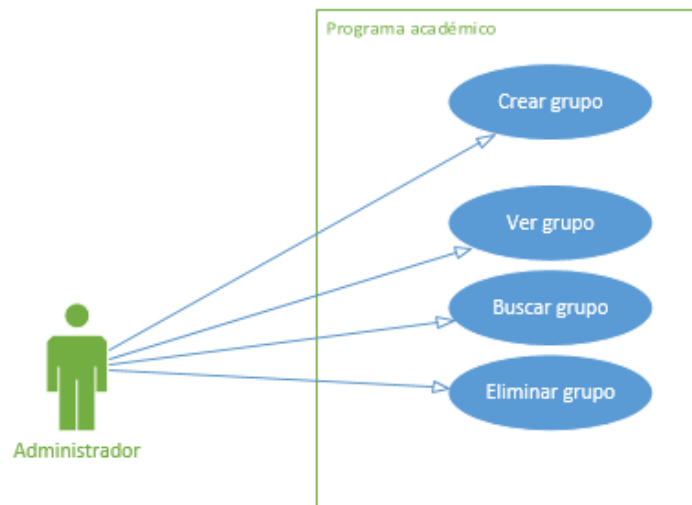 Programa académico
Crear grupo
Ver grupo
Buscar grupo
Eliminar grupo
Administrador